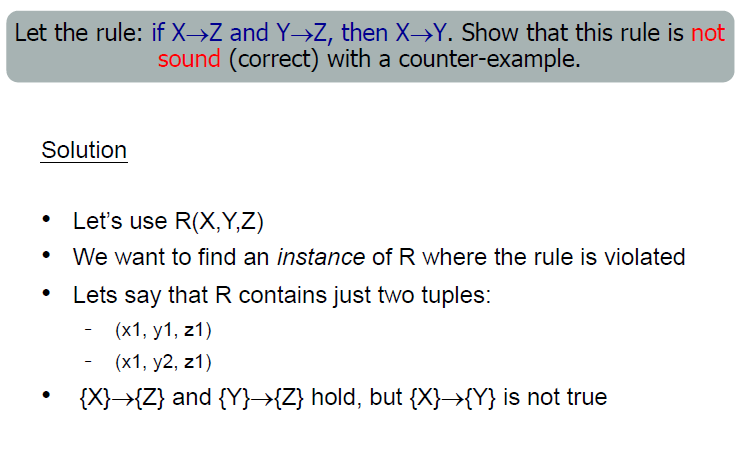 Let the rule: if X→Z and Y→Z, then X→Y. Show that this rule is not
sound (correct) with a counter-example.
Solution
• Let's use R(X,Y,Z)
• We want to find an instance of R where the rule is violated
• Lets say that R contains just two tuples:
- (x1, y1, z1)
- (x1, y2, z1)
• {X}→{Z} and {Y}→{Z} hold, but {X}→{Y} is not true